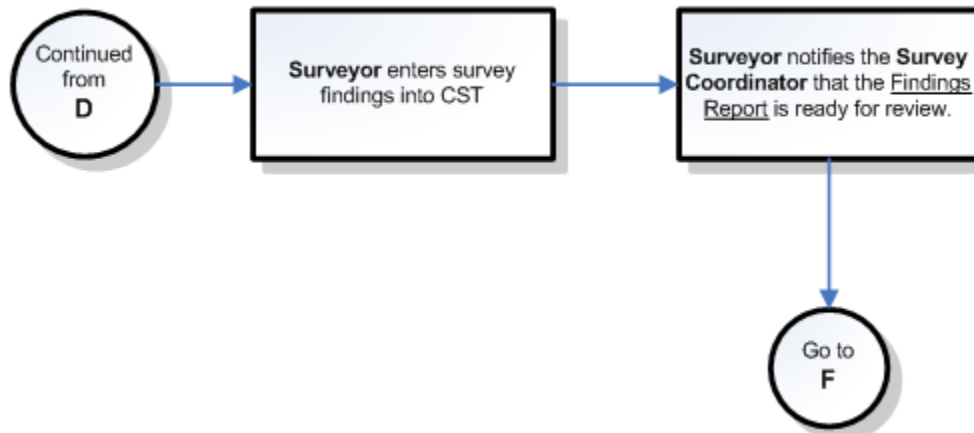 Continued
from
D
Surveyor enters survey
findings into CST
Surveyor notifies the Survey
Coordinator that the Findings
Report is ready for review.
Go to
F